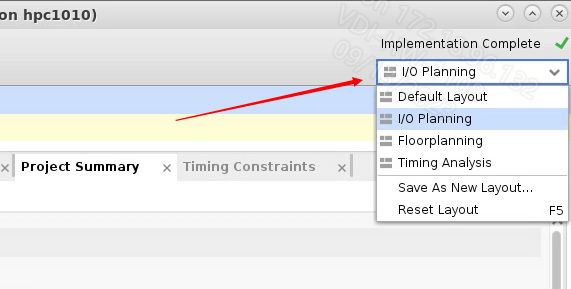 on hpc1010)
Implementation Complete
I/O Planning
Default Layout
I/O Planning
Floorplanning
Project Summary
Timing Constraints
Timing Analysis
Save As New Layout...
Reset Layout F5